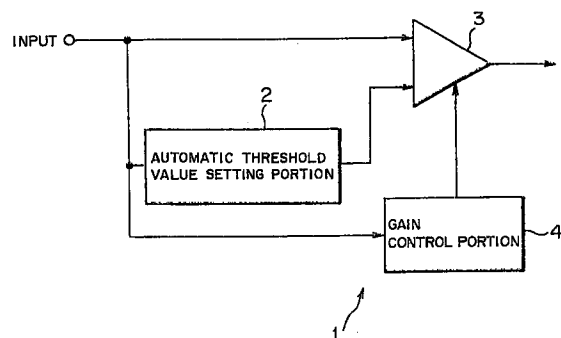 INPUT
3
2
AUTOMATIC THRESHOLD
VALUE SETTING PORTION
GAIN
CONTROL PORTION
4
1